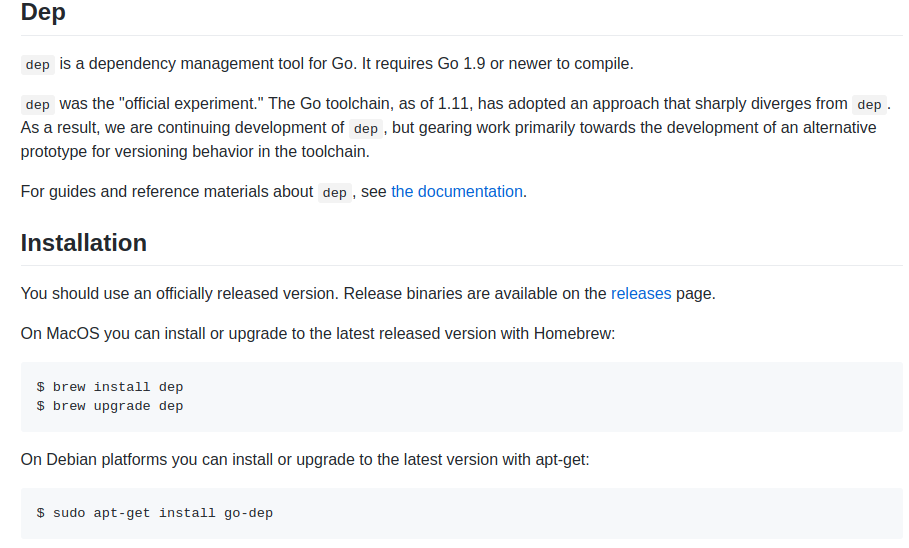 Dep
dep is a dependency management tool for Go. It requires Go 1.9 or newer to compile.
dep was the "official experiment." The Go toolchain, as of 1.11, has adopted an approach that sharply diverges from dep.
As a result, we are continuing development of dep, but gearing work primarily towards the development of an alternative
prototype for versioning behavior in the toolchain.
For guides and reference materials about dep, see the documentation.
Installation
You should use an officially released version. Release binaries are available on the releases page.
On MacOS you can install or upgrade to the latest released version with Homebrew:
$ brew install dep
$ brew upgrade dep
On Debian platforms you can install or upgrade to the latest version with apt-get:
$ sudo apt-get install go-dep